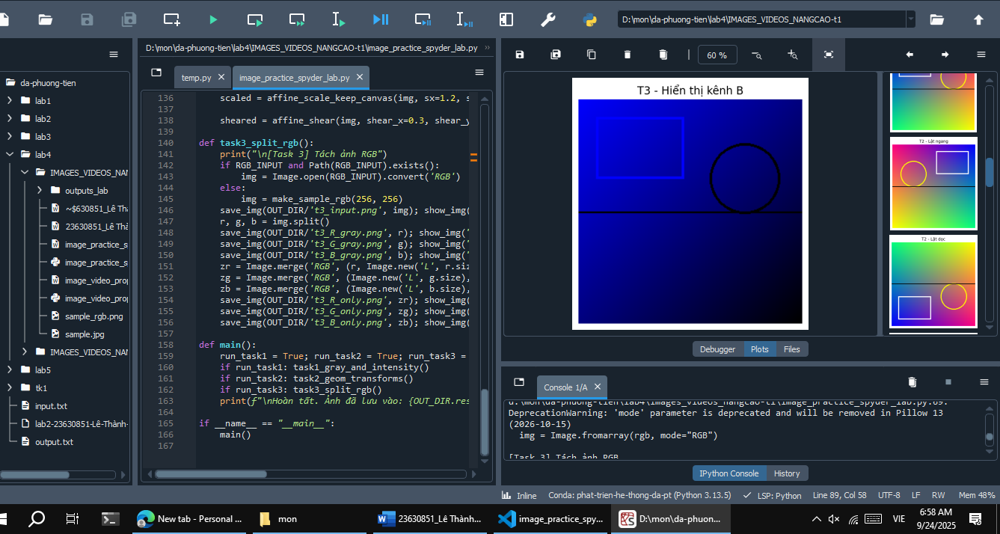 D:\mon\da-phuong-tien\lab4\IMAGES_VIDEOS_NANGCAO-t1
da-phuong-tien
lab1
lab2
lab3
lab4
IMAGES_VIDEOS_NAN
outputs_lab
~$630851_Lê Thà
23630851_Lê Thà
image_practice_s
image_practice_s
image_video_pro
image_video_pro
sample_rgb.png
sample.jpg
IMAGES_VIDEOS_NAN
lab5
tk1
input.txt
lab2-23630851-Lê-Thành-
output.txt
D:\mon\da-phuong-tien\lab4\IMAGES_VIDEOS_NANGCAO-t1\image_practice_spyder_lab.py
temp.py
image_practice_spyder_lab.py
136 scaled = affine_scale_keep_canvas(img, sx=1.2, s
137
138 sheared = affine_shear(img, shear_x=0.3, shear_y
139
140 def task3_split_rgb():
141 print("\n[Task 3] Tách ảnh RGB")
142 if RGB_INPUT and Path(RGB_INPUT).exists():
143 img = Image.open(RGB_INPUT).convert('RGB')
144 else:
145 img = make_sample_rgb(256, 256)
146 save_img(OUT_DIR/'t3_input.png', img); show_img(
147 r, g, b = img.split()
148 save_img(OUT_DIR/'t3_R_gray.png', r); show_img('
149 save_img(OUT_DIR/'t3_G_gray.png', g); show_img('
150 save_img(OUT_DIR/'t3_B_gray.png', b); show_img('
151 zr = Image.merge('RGB', (r, Image.new('L', r.siz
152 zg = Image.merge('RGB', (Image.new('L', g.size),
153 zb = Image.merge('RGB', (Image.new('L', b.size),
154 save_img(OUT_DIR/'t3_R_only.png', zr); show_img(
155 save_img(OUT_DIR/'t3_G_only.png', zg); show_img(
156 save_img(OUT_DIR/'t3_B_only.png', zb); show_img(
157
158 def main():
159 run_task1 = True; run_task2 = True; run_task3 =
160 if run_task1: task1_gray_and_intensity()
161 if run_task2: task2_geom_transforms()
162 if run_task3: task3_split_rgb()
163 print(f"\nHoàn tất. Ảnh đã lưu vào: {OUT_DIR.res
164
165 if __name__ == "__main__":
166 main()
167
60 %
T3 - Hiển thị kênh B
T2 - Lật ngang
T2 - Lật dọc
Debugger
Plots
Files
Console 1/A
d:\mon\da-phuong-tien\lab4\images_videos_nangcao-t1\image_practice_spyder_lab.py:69:
DeprecationWarning: 'mode' parameter is deprecated and will be removed in Pillow 13
(2026-10-15)
img = Image.fromarray(rgb, mode="RGB")
[Task 3] Tách ảnh RGB
IPython Console
History
Inline
Conda: phat-trien-he-thong-da-pt (Python 3.13.5)
LSP: Python
Line 89, Col 58
UTF-8
LF
RW
Mem 48%
New tab - Personal ...
mon
23630851_Lê Thành...
image_practice_spy...
D:\mon\da-phuon...
VIE
6:58 AM
9/24/2025